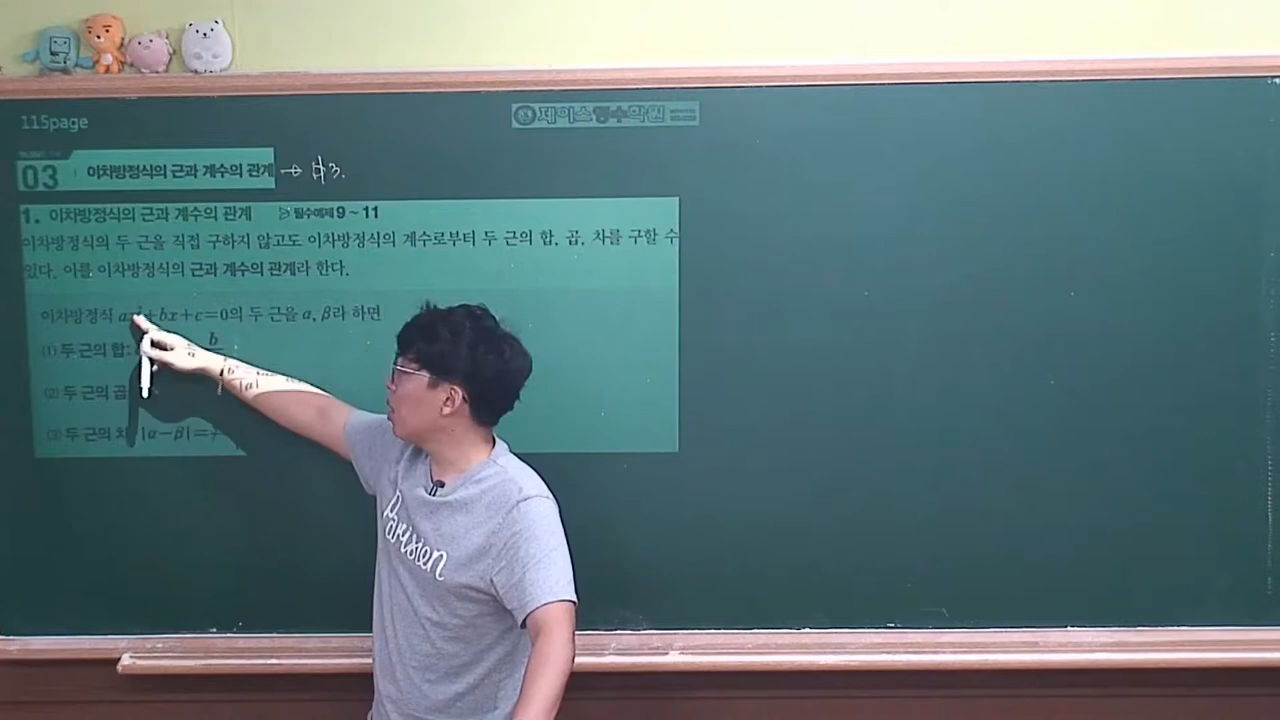 제이스영수학원
115page
03 이차방정식의 근과 계수의 관계 →
1. 이차방정식의 근과 계수의 관계 ▷필수예제 9 ~ 11
이차방정식의 두 근을 직접 구하지 않고도 이차방정식의 계수로부터 두 근의 합, 곱, 차를 구할 수
있다. 이를 이차방정식의 근과 계수의 관계라 한다.
이차방정식 ax²+bx+c=0의 두 근을 α, β라 하면
(1) 두 근의 합: b
(2) 두 근의 곱
(3) 두 근의 차 |α-β|=
Parisien